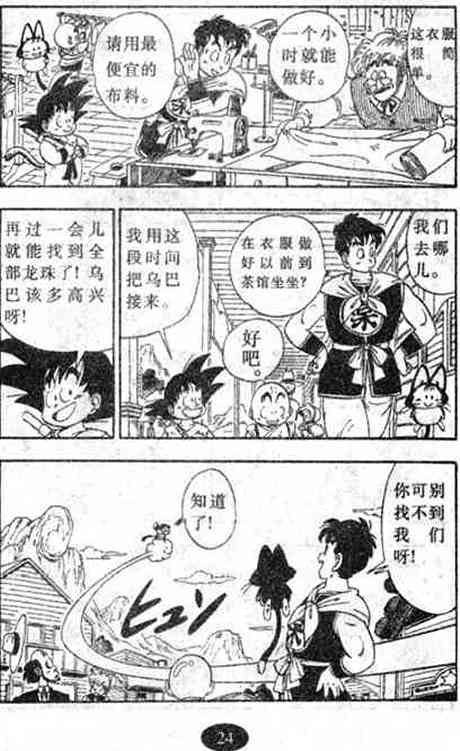 这衣服
很简
单。
一个小
时就能
做好。
请用最
便宜的
布料。
我们
去哪
儿。
在衣服做
好以前到
茶馆坐坐?
好
吧。
我用这
段时间
把乌巴
接来。
再过一会儿
就能找到全
部龙珠了!乌
巴该多高兴
呀!
你可别
找不到
我们
呀!
知道
了!
ヒュン
24